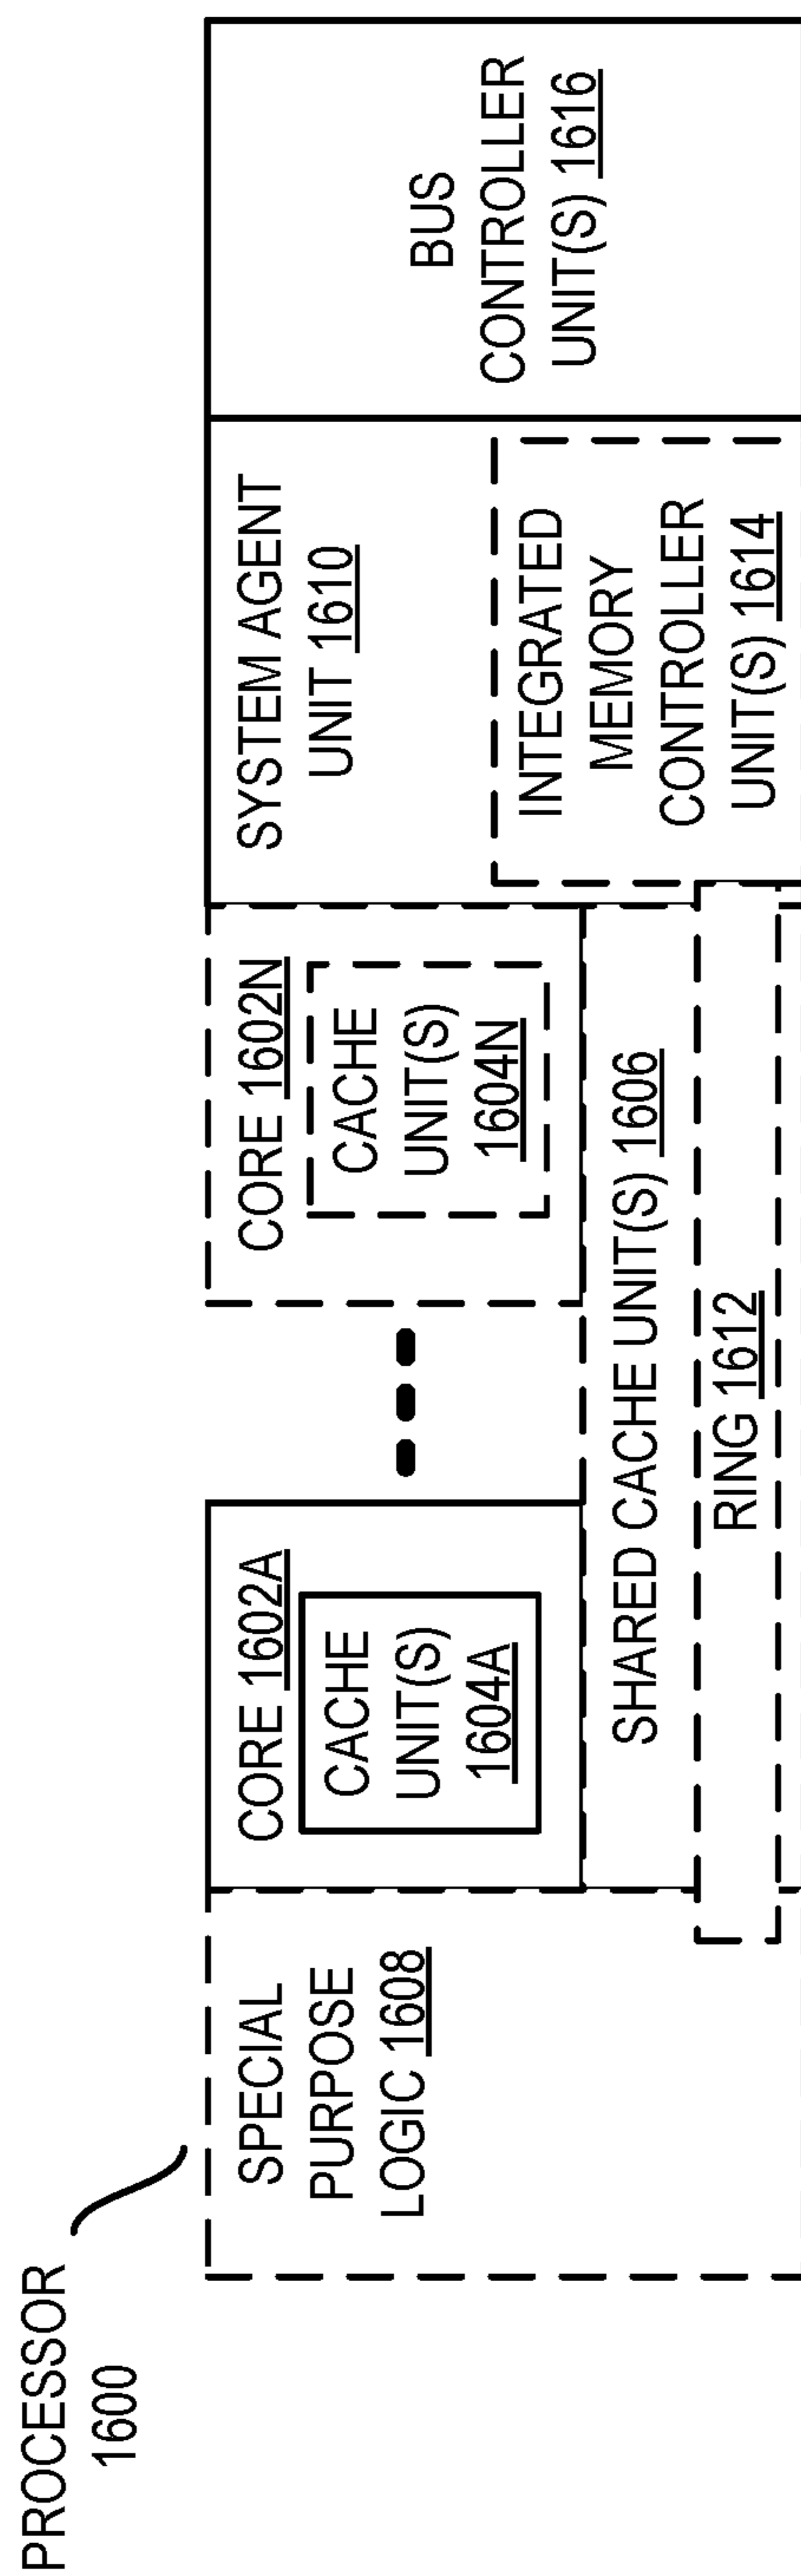 PROCESSOR
1600
SPECIAL
PURPOSE
LOGIC 1608
CORE 1602A
CACHE
UNIT(S)
1604A
CORE 1602N
CACHE
UNIT(S)
1604N
SHARED CACHE UNIT(S) 1606
RING 1612
SYSTEM AGENT
UNIT 1610
INTEGRATED
MEMORY
CONTROLLER
UNIT(S) 1614
BUS
CONTROLLER
UNIT(S) 1616